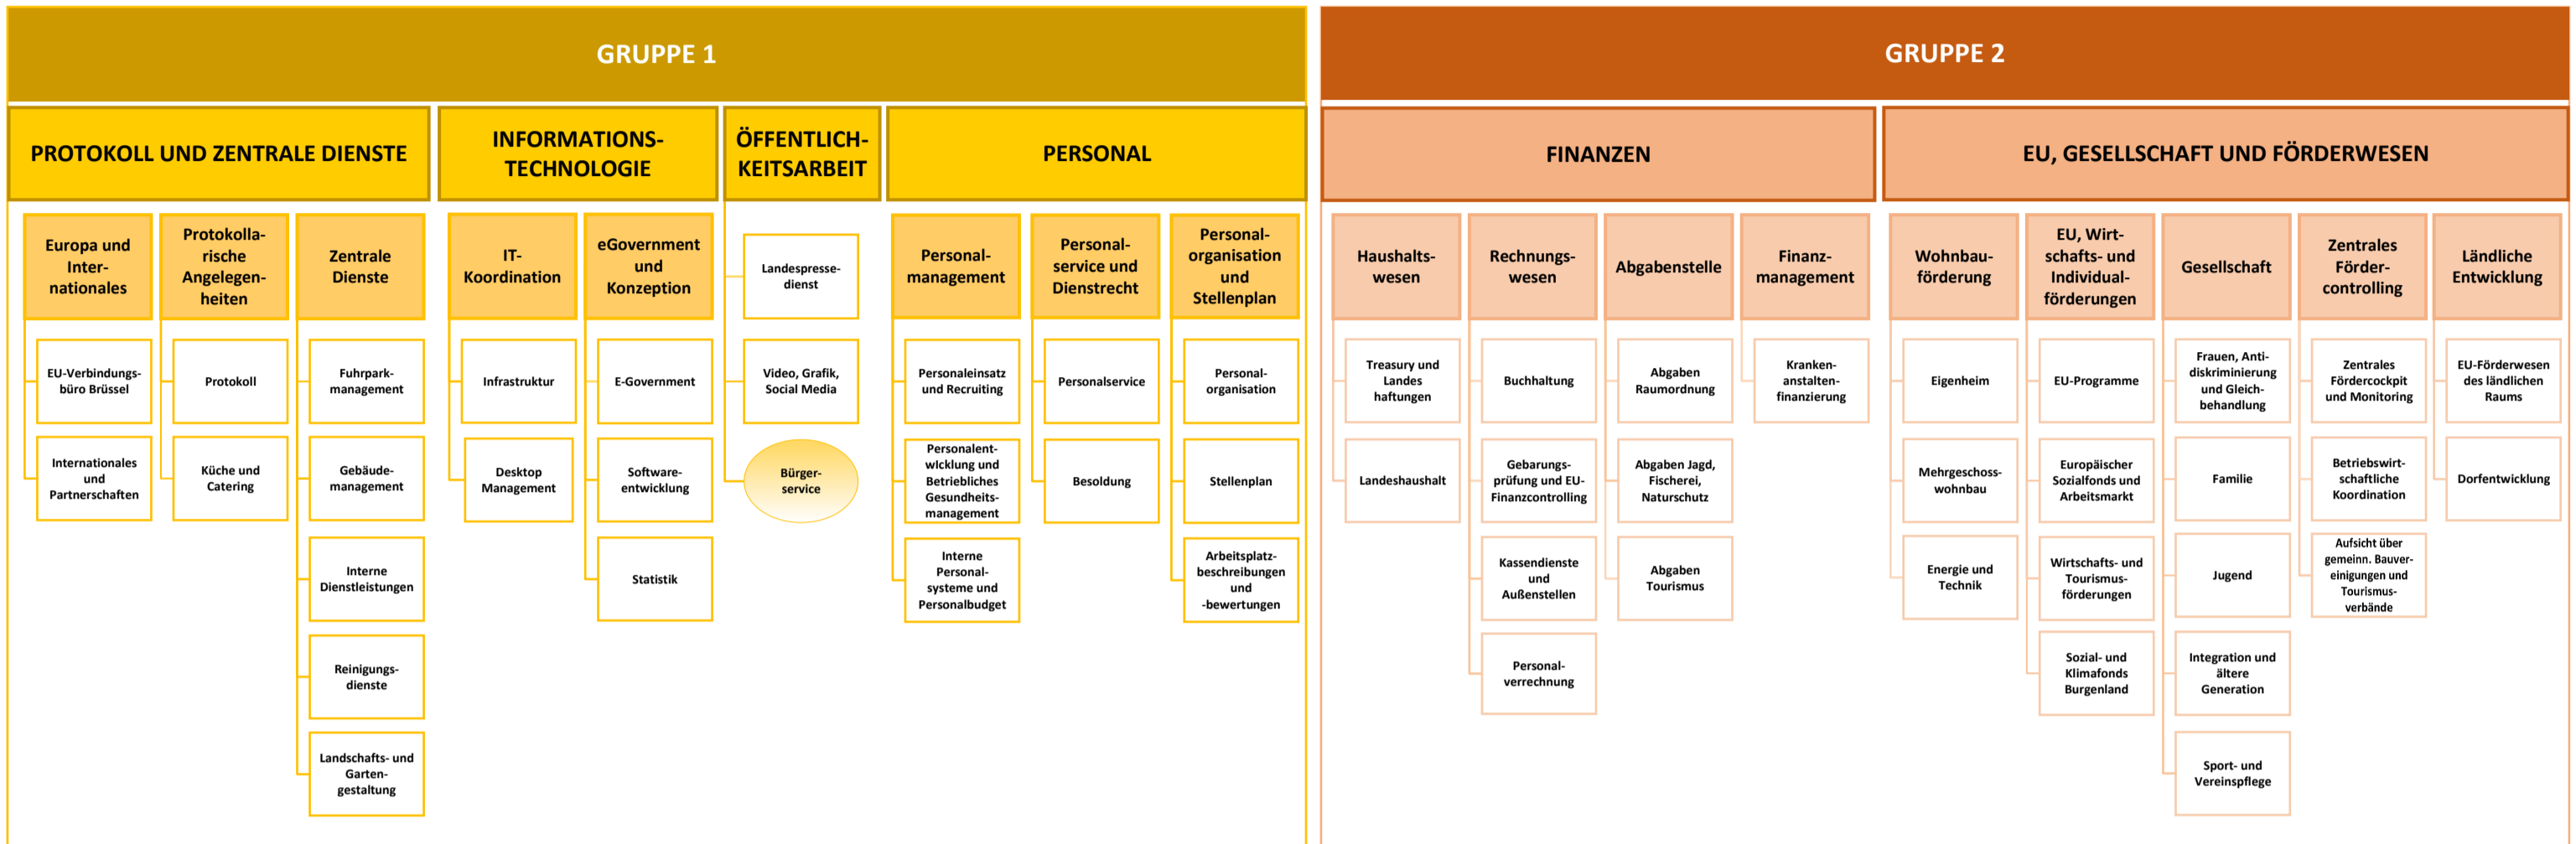 GRUPPE 1
PROTOKOLL UND ZENTRALE DIENSTE
Europa und
Inter-
nationales
EU-Verbindungs-
büro Brüssel
Internationales
und
Partnerschaften
Protokolla-
rische
Angelegen-
heiten
Protokoll
Küche und
Catering
Zentrale
Dienste
Fuhrpark-
management
Gebäude-
management
Interne
Dienstleistungen
Reinigungs-
dienste
Landschafts- und
Garten-
gestaltung
INFORMATIONS-
TECHNOLOGIE
IT-
Koordination
Infrastruktur
Desktop
Management
eGovernment
und
Konzeption
E-Government
Software-
entwicklung
Statistik
ÖFFENTLICH-
KEITSARBEIT
Landespresse-
dienst
Video, Grafik,
Social Media
Bürger-
service
PERSONAL
Personal-
management
Personaleinsatz
und Recruiting
Personalent-
wicklung und
Betriebliches
Gesundheits-
management
Interne
Personal-
systeme und
Personalbudget
Personal-
service und
Dienstrecht
Personalservice
Besoldung
Personal-
organisation
und
Stellenplan
Personal-
organisation
Stellenplan
Arbeitsplatz-
beschreibungen
und
-bewertungen
GRUPPE 2
FINANZEN
Haushalts-
wesen
Treasury und
Landes
haftungen
Landeshaushalt
Rechnungs-
wesen
Buchhaltung
Gebarungs-
prüfung und EU-
Finanzcontrolling
Kassendienste
und
Außenstellen
Personal-
verrechnung
Abgabenstelle
Abgaben
Raumordnung
Abgaben Jagd,
Fischerei,
Naturschutz
Abgaben
Tourismus
Finanz-
management
Kranken-
anstalten-
finanzierung
EU, GESELLSCHAFT UND FÖRDERWESEN
Wohnbau-
förderung
Eigenheim
Mehrgeschoss-
wohnbau
Energie und
Technik
EU, Wirt-
schafts- und
Individual-
förderungen
EU-Programme
Europäischer
Sozialfonds und
Arbeitsmarkt
Wirtschafts- und
Tourismus-
förderungen
Sozial- und
Klimafonds
Burgenland
Gesellschaft
Frauen, Anti-
diskriminierung
und Gleich-
behandlung
Familie
Jugend
Integration und
ältere
Generation
Sport- und
Vereinspflege
Zentrales
Förder-
controlling
Zentrales
Fördercockpit
und Monitoring
Betriebswirt-
schaftliche
Koordination
Aufsicht über
gemeinn. Bauver-
einigungen und
Tourismus-
verbände
Ländliche
Entwicklung
EU-Förderwesen
des ländlichen
Raums
Dorfentwicklung